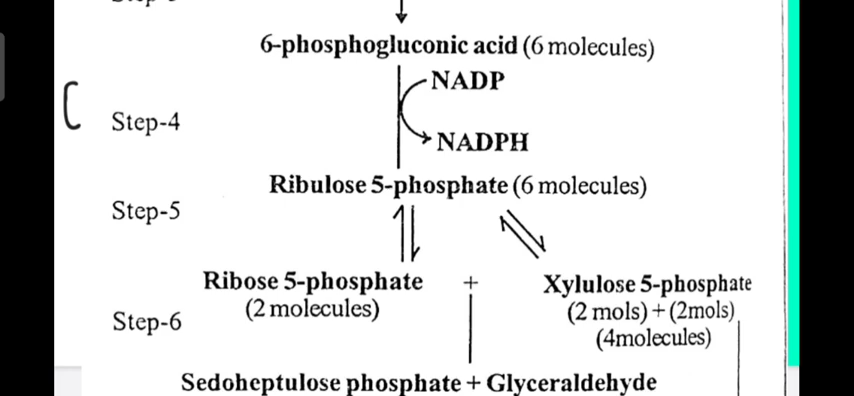 6-phosphogluconic acid (6 molecules)
NADP
Step-4
NADPH
Ribulose 5-phosphate (6 molecules)
Step-5
Ribose 5-phosphate + Xylulose 5-phosphate
(2 molecules) (2 mols) + (2mols)
Step-6 (4molecules)
Sedoheptulose phosphate + Glyceraldehyde